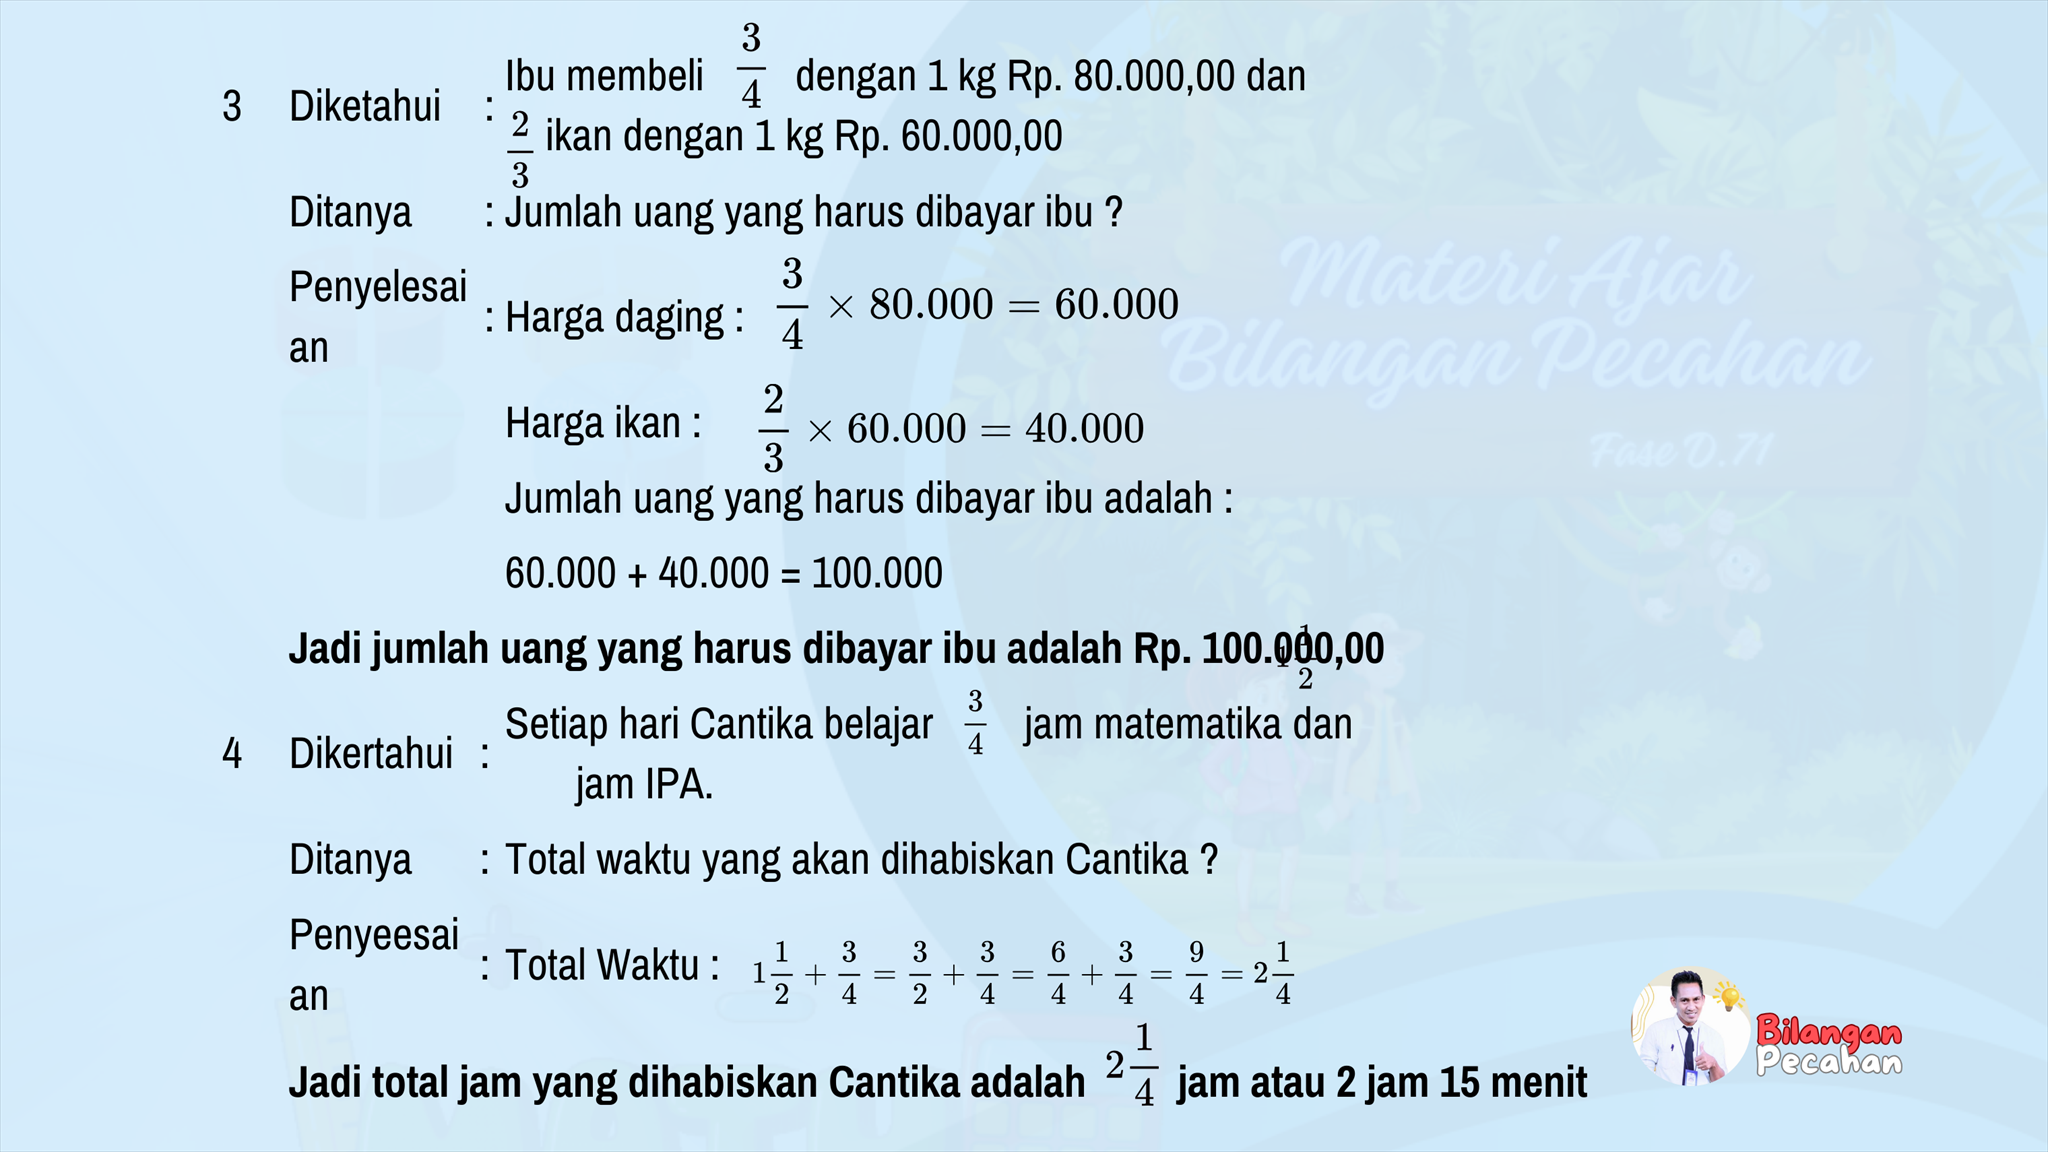 Ibu membeli 3/4 dengan 1 kg Rp. 80.000,00 dan
3 Diketahui :
2/3 ikan dengan 1 kg Rp. 60.000,00
Ditanya : Jumlah uang yang harus dibayar ibu ?
Penyelesai
an
: Harga daging : 3/4 × 80.000 = 60.000
Harga ikan : 2/3 × 60.000 = 40.000
Jumlah uang yang harus dibayar ibu adalah :
60.000 + 40.000 = 100.000
Jadi jumlah uang yang harus dibayar ibu adalah Rp. 100.000,00
1 1/2
Setiap hari Cantika belajar 3/4 jam matematika dan
4 Dikertahui :
jam IPA.
Ditanya : Total waktu yang akan dihabiskan Cantika ?
Penyeesai
an
: Total Waktu : 1 1/2 + 3/4 = 3/2 + 3/4 = 6/4 + 3/4 = 9/4 = 2 1/4
Jadi total jam yang dihabiskan Cantika adalah 2 1/4 jam atau 2 jam 15 menit
Materi Ajar
Bilangan Pecahan
Fase D.71
Bilangan
Pecahan